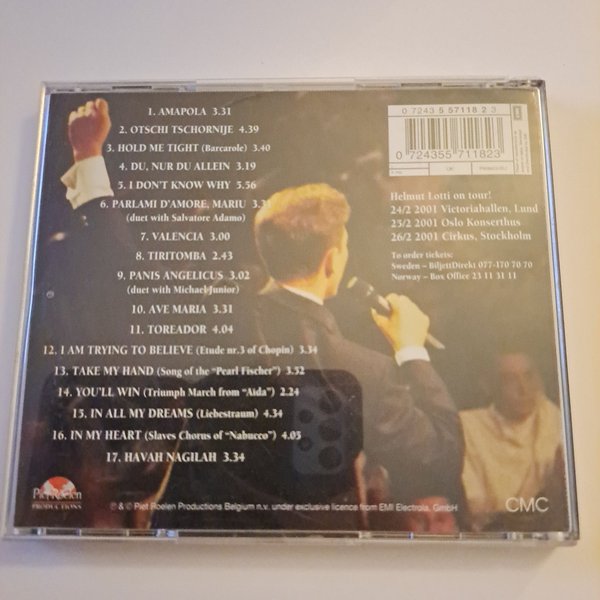 1. AMAPOLA 3.31
2. OTSCHI TSCHORNIJE 4.39
3. HOLD ME TIGHT (Barcarole) 3.40
4. DU, NUR DU ALLEIN 3.19
5. I DON'T KNOW WHY 5.56
6. PARLAMI D'AMORE, MARIU
(duet with Salvatore Adamo)
7. VALENCIA 3.00
8. TIRITOMBA 2.43
9. PANIS ANGELICUS 3.02
(duet with Michael Junior)
10. AVE MARIA 3.31
11. TOREADOR 4.04
12. I AM TRYING TO BELIEVE (Etude nr.3 of Chopin) 3.34
13. TAKE MY HAND (Song of the "Pearl Fischer") 3.52
14. YOU'LL WIN (Triumph March from "Aida") 2.24
15. IN ALL MY DREAMS (Liebestraum) 4.34
16. IN MY HEART (Slaves Chorus of "Nabucco") 4.05
17. HAVAH NAGILAH 3.34
0 7243 5 57118 2 3
0 724355 711823
UK:
Helmut Lotti on tour!
24/2 2001 Victoriahallen, Lund
25/2 2001 Oslo Konserthus
26/2 2001 Cirkus, Stockholm
To order tickets:
Sweden – BiljettDirekt 077-170 70 70
Norway – Box Office 23 11 31 11
Piet Roelen
PRODUCTIONS
℗ & © Piet Roelen Productions Belgium n.v. under exclusive licence from EMI Electrola, GmbH
CMC